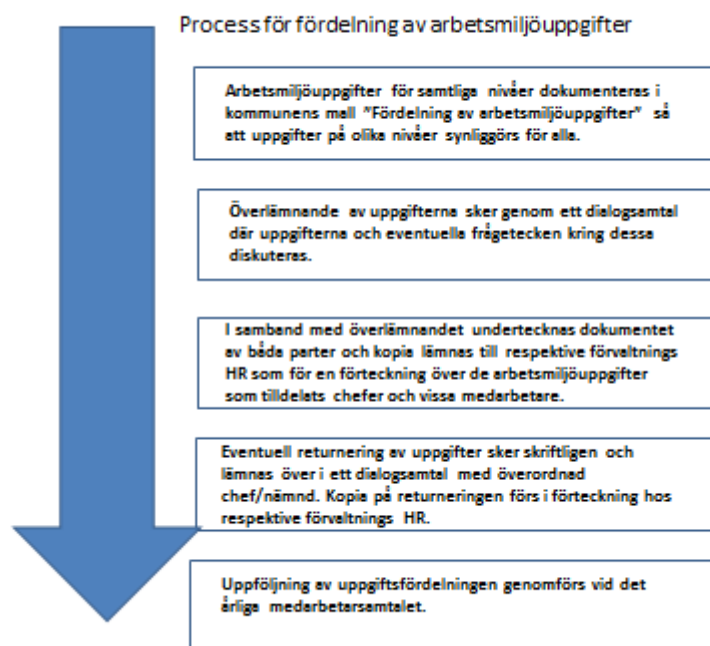 Process för fördelning av arbetsmiljöuppgifter
Arbetsmiljöuppgifter för samtliga nivåer dokumenteras i
kommunens mall ”Fördelning av arbetsmiljöuppgifter” så
att uppgifter på olika nivåer synliggörs för alla.
Överlämnande av uppgifterna sker genom ett dialogsamtal
där uppgifterna och eventuella frågetecken kring dessa
diskuteras.
I samband med överlämnandet undertecknas dokumentet
av båda parter och kopia lämnas till respektive förvaltnings
HR som för en förteckning över de arbetsmiljöuppgifter
som tilldelats chefer och vissa medarbetare.
Eventuell returnering av uppgifter sker skriftligen och
lämnas över i ett dialogsamtal med överordnad
chef/nämnd. Kopia på returneringen förs i förteckning hos
respektive förvaltnings HR.
Uppföljning av uppgiftsfördelningen genomförs vid det
årliga medarbetarsamtalet.